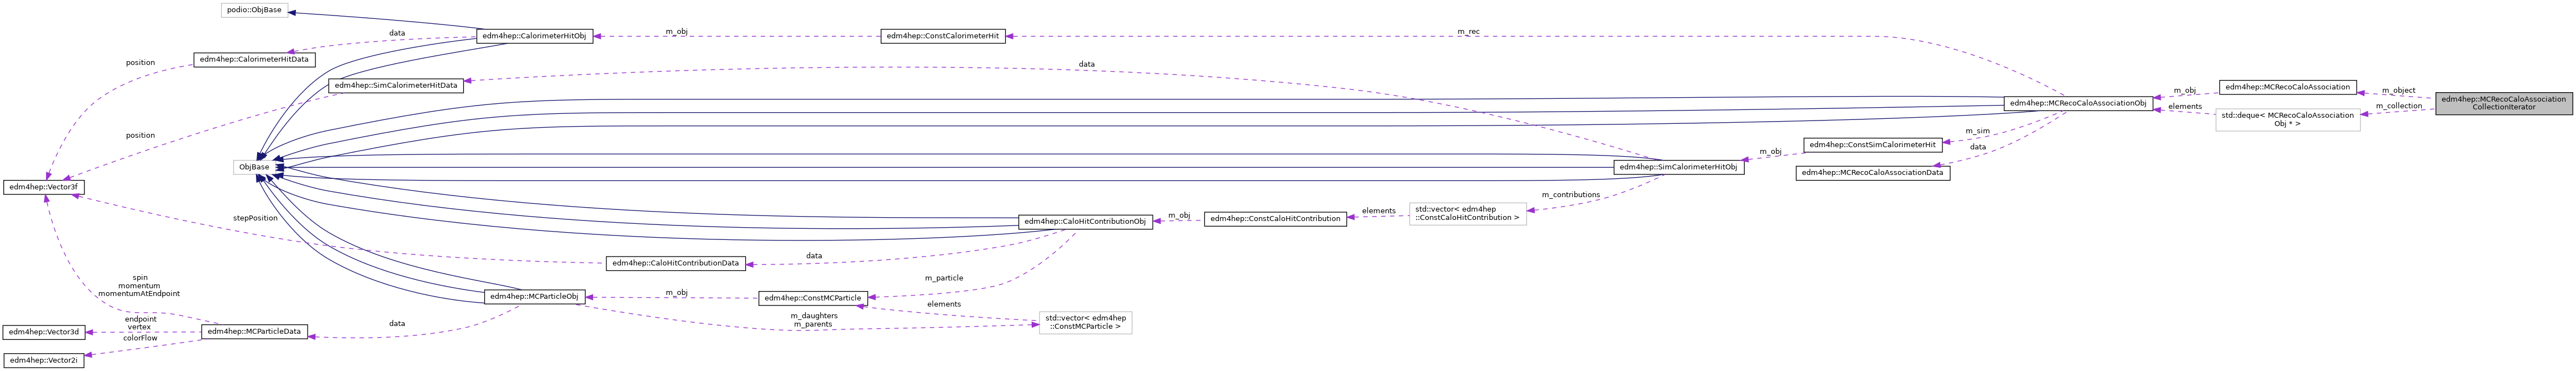 podio::ObjBase
edm4hep::CalorimeterHitObj
data
m_obj
edm4hep::ConstCalorimeterHit
m_rec
edm4hep::CalorimeterHitData
position
data
edm4hep::SimCalorimeterHitData
edm4hep::MCRecoCaloAssociation
m_object
m_obj
edm4hep::MCRecoCaloAssociation
CollectionIterator
edm4hep::MCRecoCaloAssociationObj
elements
m_collection
std::deque< MCRecoCaloAssociation
Obj * >
position
m_sim
edm4hep::ConstSimCalorimeterHit
data
m_obj
ObjBase
edm4hep::SimCalorimeterHitObj
edm4hep::MCRecoCaloAssociationData
edm4hep::Vector3f
m_contributions
stepPosition
edm4hep::CaloHitContributionObj
m_obj
edm4hep::ConstCaloHitContribution
elements
std::vector< edm4hep
::ConstCaloHitContribution >
edm4hep::CaloHitContributionData
data
spin
momentum
momentumAtEndpoint
m_particle
edm4hep::MCParticleObj
m_obj
edm4hep::ConstMCParticle
elements
m_daughters
m_parents
std::vector< edm4hep
::ConstMCParticle >
endpoint
vertex
edm4hep::Vector3d
edm4hep::MCParticleData
data
colorFlow
edm4hep::Vector2i